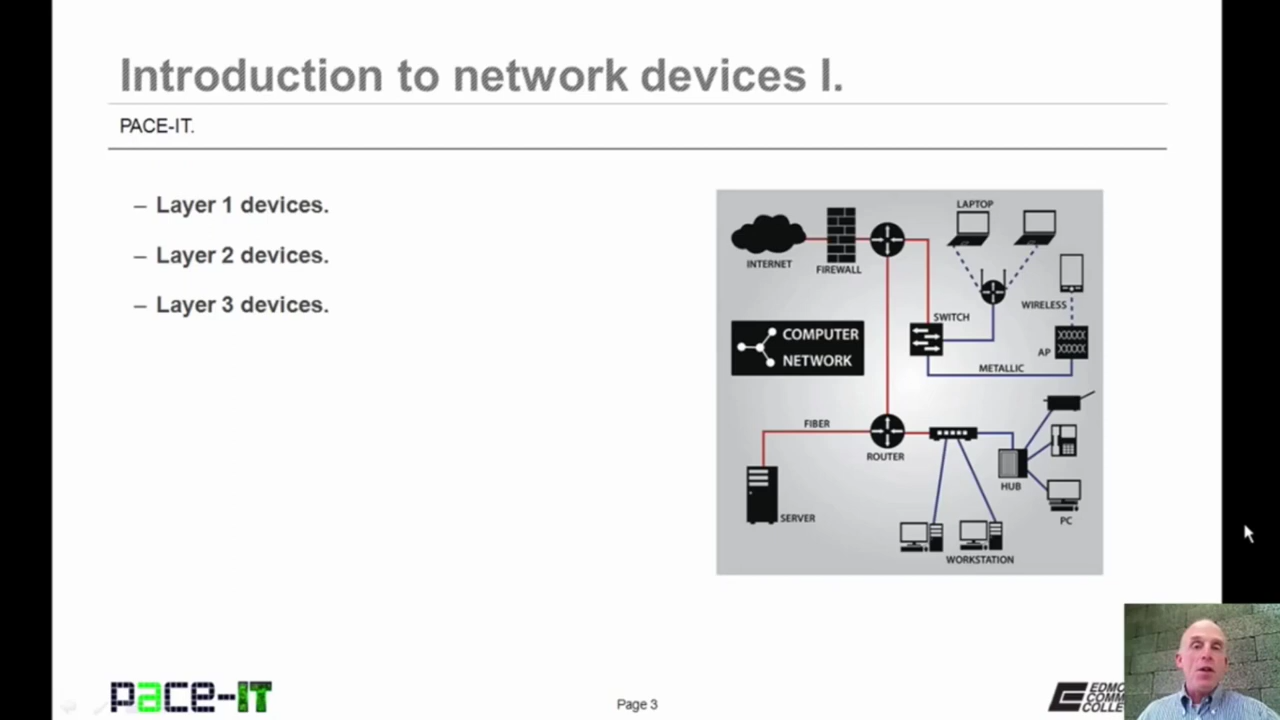 Introduction to network devices I.
PACE-IT.
– Layer 1 devices.
– Layer 2 devices.
– Layer 3 devices.
LAPTOP
INTERNET
FIREWALL
WIRELESS
SWITCH
COMPUTER
NETWORK
AP
METALLIC
FIBER
ROUTER
HUB
SERVER
PC
WORKSTATION
pace-IT
Page 3